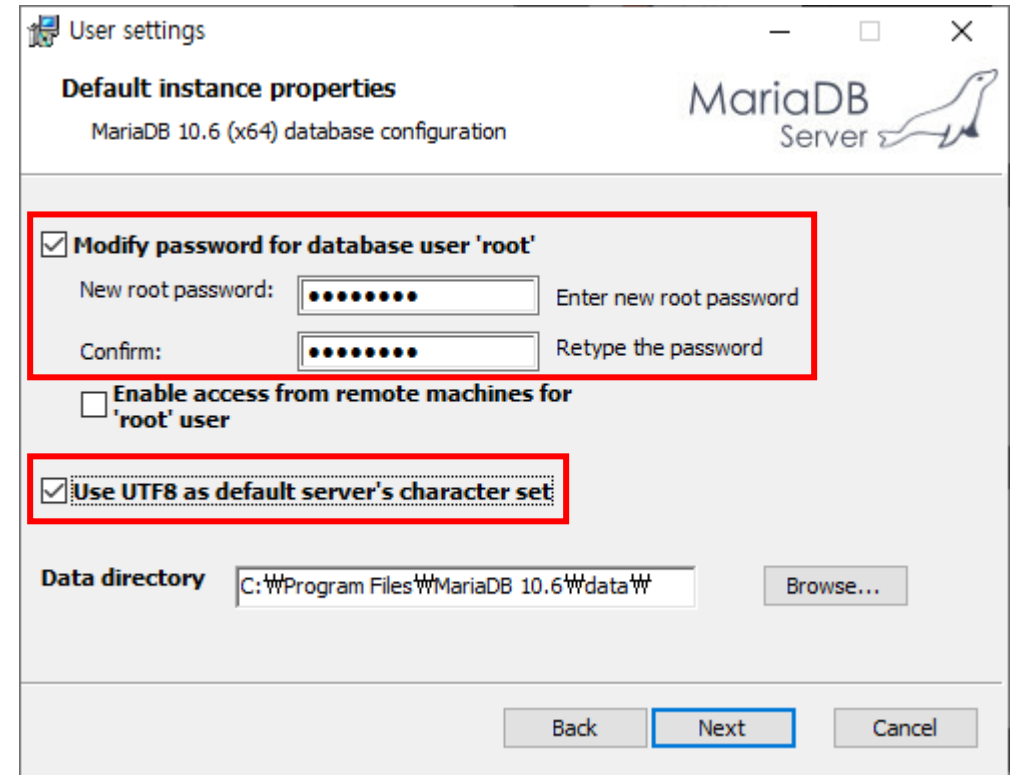 User settings
Default instance properties
MariaDB 10.6 (x64) database configuration
MariaDB
Server
Modify password for database user 'root'
New root password: ●●●●●●●● Enter new root password
Confirm: ●●●●●●●● Retype the password
Enable access from remote machines for
'root' user
Use UTF8 as default server's character set
Data directory C:₩Program Files₩MariaDB 10.6₩data₩ Browse...
Back Next Cancel